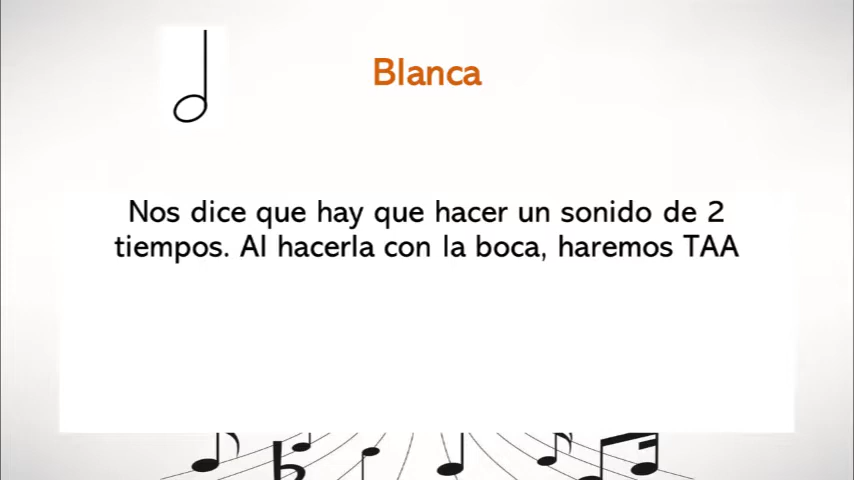 Blanca
Nos dice que hay que hacer un sonido de 2
tiempos. Al hacerla con la boca, haremos TAA